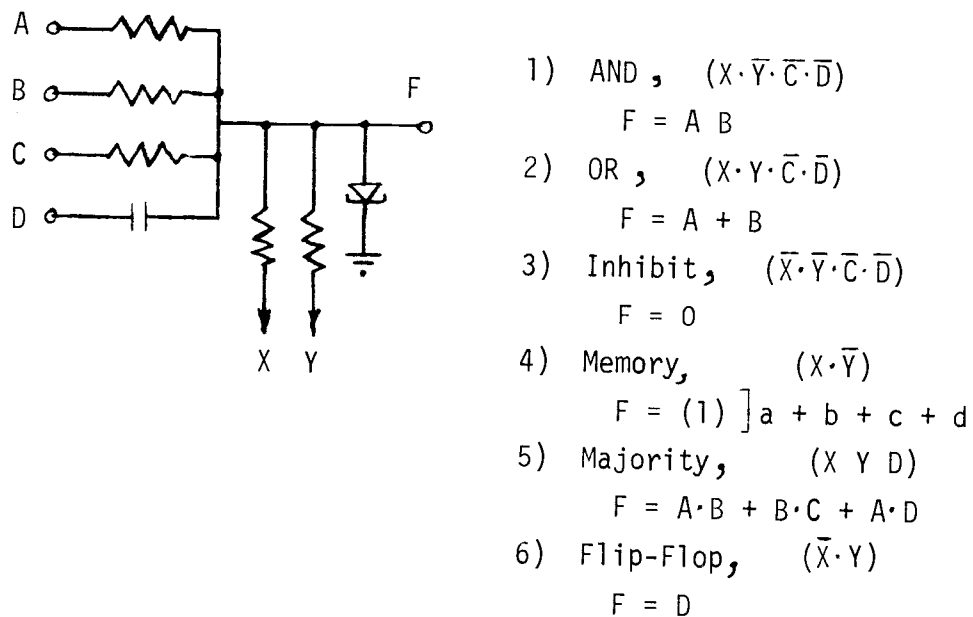 A
B
C
D
F
X Y
1) AND, (X·Y̅·C̅·D̅)
F = A B
2) OR, (X·Y·C̅·D̅)
F = A + B
3) Inhibit, (X̅·Y̅·C̅·D̅)
F = 0
4) Memory, (X·Y̅)
F = (1) ]a + b + c + d
5) Majority, (X Y D)
F = A·B + B·C + A·D
6) Flip-Flop, (X̅·Y)
F = D